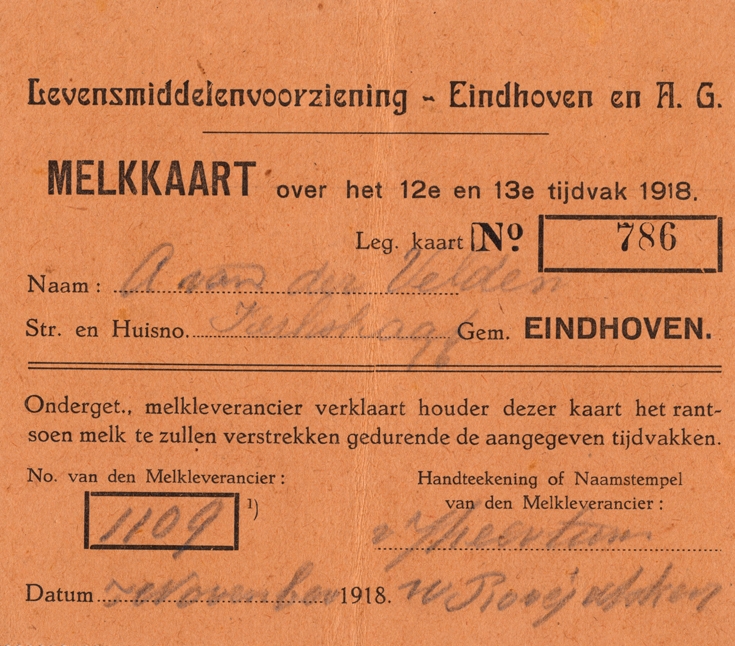 Levensmiddelenvoorziening - Eindhoven en A. G.
MELKKAART over het 12e en 13e tijdvak 1918.
Leg. kaart No. 786
Naam: A van der Velden
Str. en Huisno. Gem. EINDHOVEN.
Onderget., melkleverancier verklaart houder dezer kaart het rant-
soen melk te zullen verstrekken gedurende de aangegeven tijdvakken.
No. van den Melkleverancier:
Handteekening of Naamstempel
van den Melkleverancier:
1109 1)
Datum November 1918.